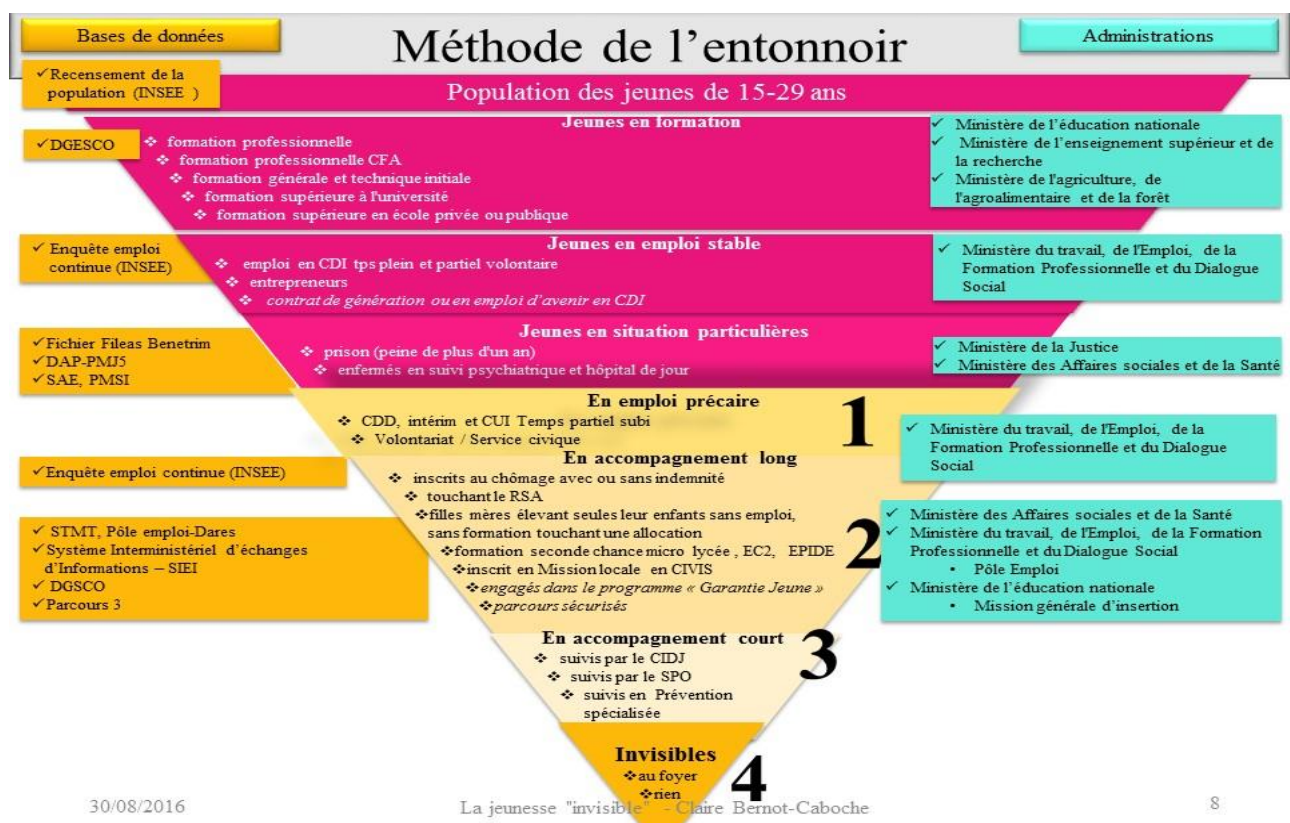 Bases de données
Méthode de l'entonnoir
Administrations
✓Recensement de la
population (INSEE )
Population des jeunes de 15-29 ans
✓DGESCO
Jeunes en formation
❖ formation professionnelle
❖ formation professionnelle CFA
❖ formation générale et technique initiale
❖ formation supérieure à l'université
❖ formation supérieure en école privée ou publique
✓ Ministère de l'éducation nationale
✓ Ministère de l'enseignement supérieur et de
la recherche
✓ Ministère de l'agriculture, de
l'agroalimentaire et de la forêt
✓ Enquête emploi
continue (INSEE)
Jeunes en emploi stable
❖ emploi en CDI tps plein et partiel volontaire
❖ entrepreneurs
❖ contrat de génération ou en emploi d'avenir en CDI
✓ Ministère du travail, de l'Emploi, de la
Formation Professionnelle et du Dialogue
Social
✓Fichier Fileas Benetrim
✓DAP-PMJ5
✓SAE, PMSI
Jeunes en situation particulières
❖ prison (peine de plus d'un an)
❖ enfermés en suivi psychiatrique et hôpital de jour
✓ Ministère de la Justice
✓ Ministère des Affaires sociales et de la Santé
En emploi précaire
❖ CDD, intérim et CUI Temps partiel subi
❖ Volontariat / Service civique
1
✓ Ministère du travail, de l'Emploi, de la
Formation Professionnelle et du Dialogue
Social
✓Enquête emploi continue (INSEE)
En accompagnement long
❖ inscrits au chômage avec ou sans indemnité
❖ touchant le RSA
❖filles mères élevant seules leur enfants sans emploi,
sans formation touchant une allocation
❖formation seconde chance micro lycée , EC2, EPIDE
❖inscrit en Mission locale en CIVIS
❖engagés dans le programme « Garantie Jeune »
❖parcours sécurisés
2
✓ STMT, Pôle emploi-Dares
✓Système Interministériel d'échanges
d'Informations – SIEI
✓ DGSCO
✓Parcours 3
✓ Ministère des Affaires sociales et de la Santé
✓ Ministère du travail, de l'Emploi, de la Formation
Professionnelle et du Dialogue Social
• Pôle Emploi
✓ Ministère de l'éducation nationale
• Mission générale d'insertion
En accompagnement court
❖ suivis par le CIDJ
❖ suivis par le SPO
❖ suivis en Prévention
spécialisée
3
Invisibles
❖au foyer
❖rien
4
30/08/2016
La jeunesse "invisible" - Claire Bernot-Caboche
8